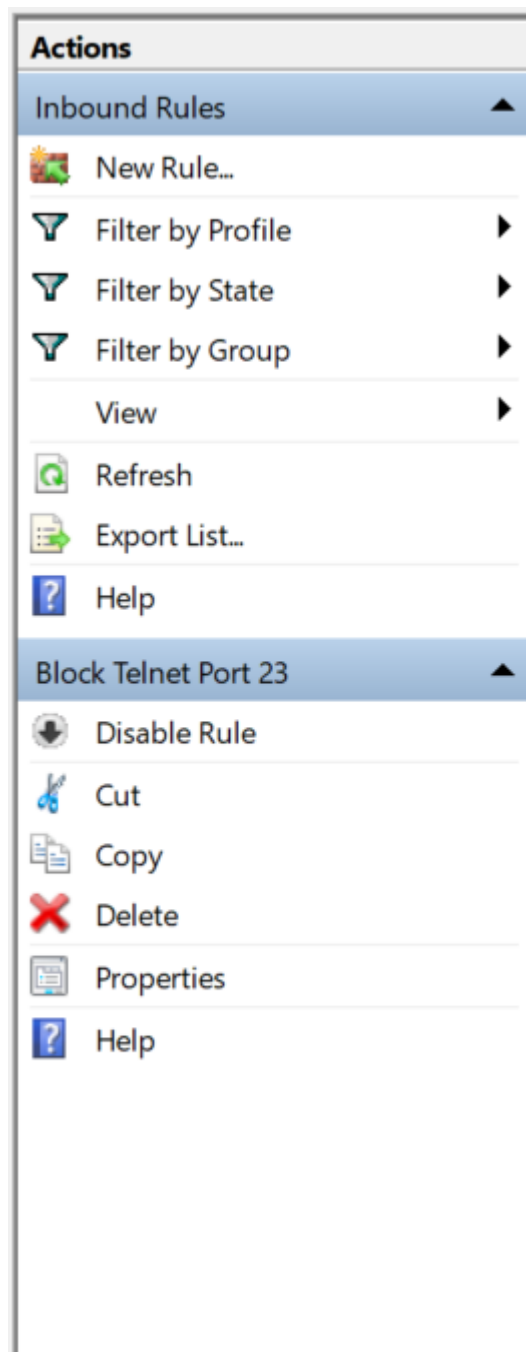 Actions
Inbound Rules
New Rule...
Filter by Profile
Filter by State
Filter by Group
View
Refresh
Export List...
Help
Block Telnet Port 23
Disable Rule
Cut
Copy
Delete
Properties
Help